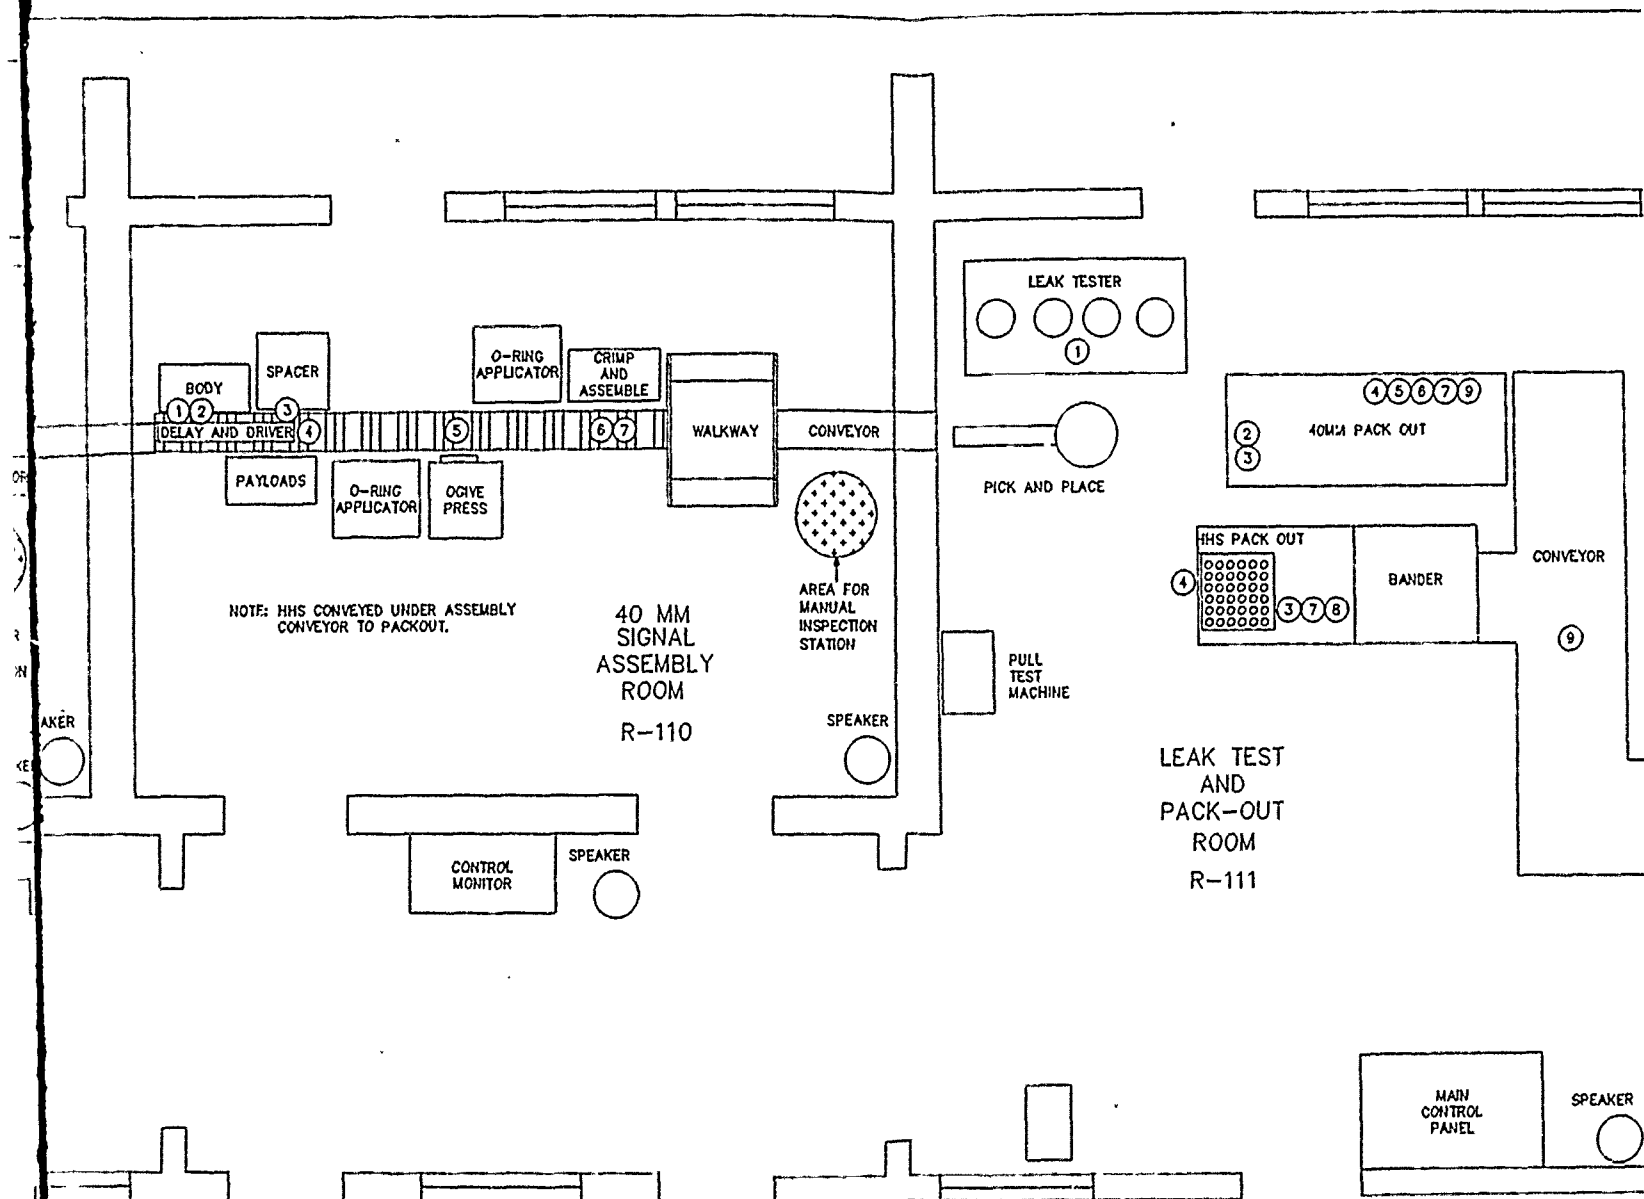 LEAK TESTER
1
O-RING
APPLICATOR
CRIMP
AND
ASSEMBLE
SPACER
BODY
1 2
3
DELAY AND DRIVER
4
5
6 7
WALKWAY
CONVEYOR
PAYLOADS
O-RING
APPLICATOR
OGIVE
PRESS
PICK AND PLACE
4 5 6 7 9
2
3
40MM PACK OUT
HHS PACK OUT
4
3 7 8
BANDER
CONVEYOR
9
AREA FOR
MANUAL
INSPECTION
STATION
NOTE: HHS CONVEYED UNDER ASSEMBLY
CONVEYOR TO PACKOUT.
40 MM
SIGNAL
ASSEMBLY
ROOM
R-110
PULL
TEST
MACHINE
AKER
SPEAKER
LEAK TEST
AND
PACK-OUT
ROOM
R-111
CONTROL
MONITOR
SPEAKER
MAIN
CONTROL
PANEL
SPEAKER